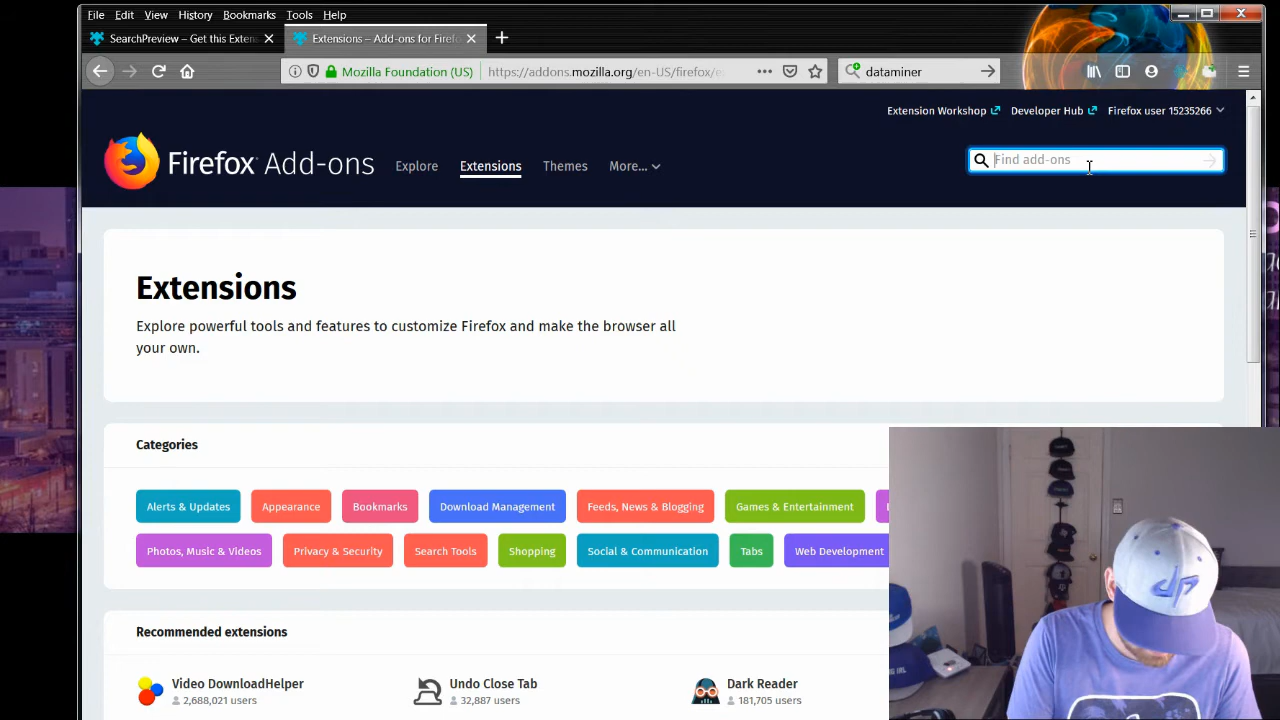 File Edit View History Bookmarks Tools Help
SearchPreview – Get this Extens
Extensions – Add-ons for Firefo
Mozilla Foundation (US) https://addons.mozilla.org/en-US/firefox/e
dataminer
Extension Workshop Developer Hub Firefox user 15235266
Firefox Add-ons Explore Extensions Themes More...
Find add-ons
Extensions
Explore powerful tools and features to customize Firefox and make the browser all
your own.
Categories
Alerts & Updates Appearance Bookmarks Download Management Feeds, News & Blogging Games & Entertainment
Photos, Music & Videos Privacy & Security Search Tools Shopping Social & Communication Tabs Web Development
Recommended extensions
Video DownloadHelper
2,688,021 users
Undo Close Tab
32,887 users
Dark Reader
181,705 users
dp